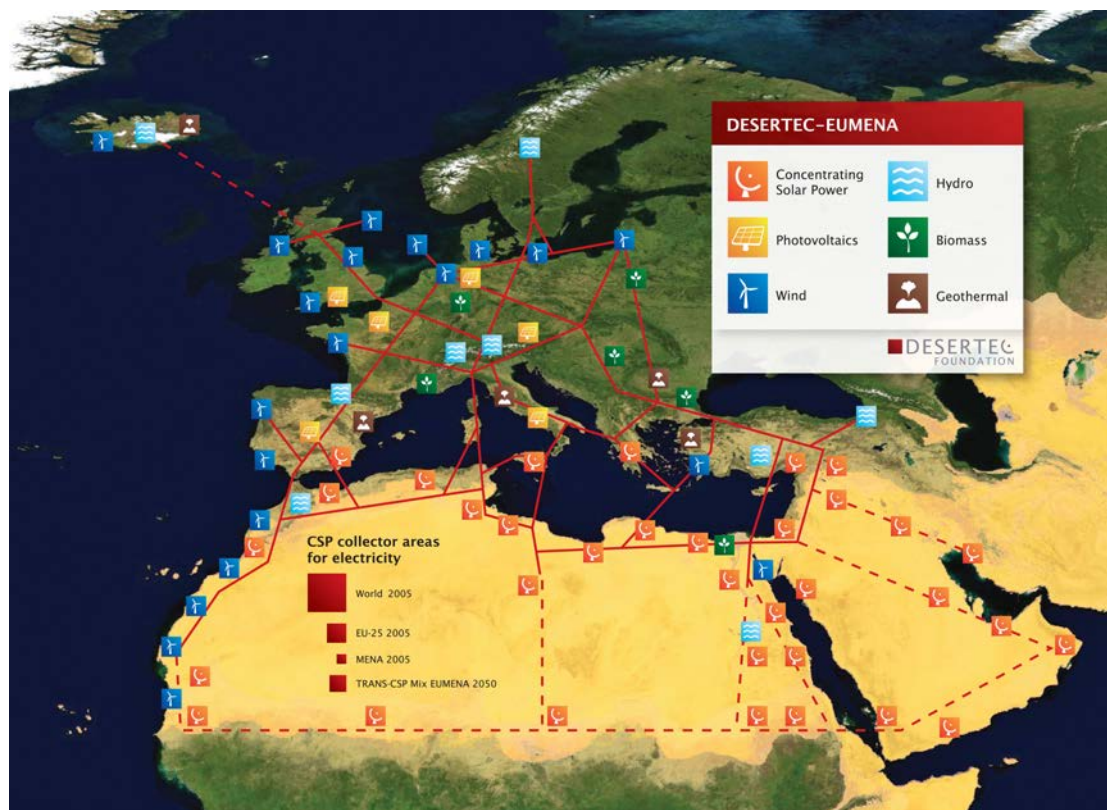 DESERTEC–EUMENA
Concentrating
Solar Power
Hydro
Photovoltaics
Biomass
Wind
Geothermal
DESERTEC
FOUNDATION
CSP collector areas
for electricity
World 2005
EU-25 2005
MENA 2005
TRANS-CSP Mix EUMENA 2050